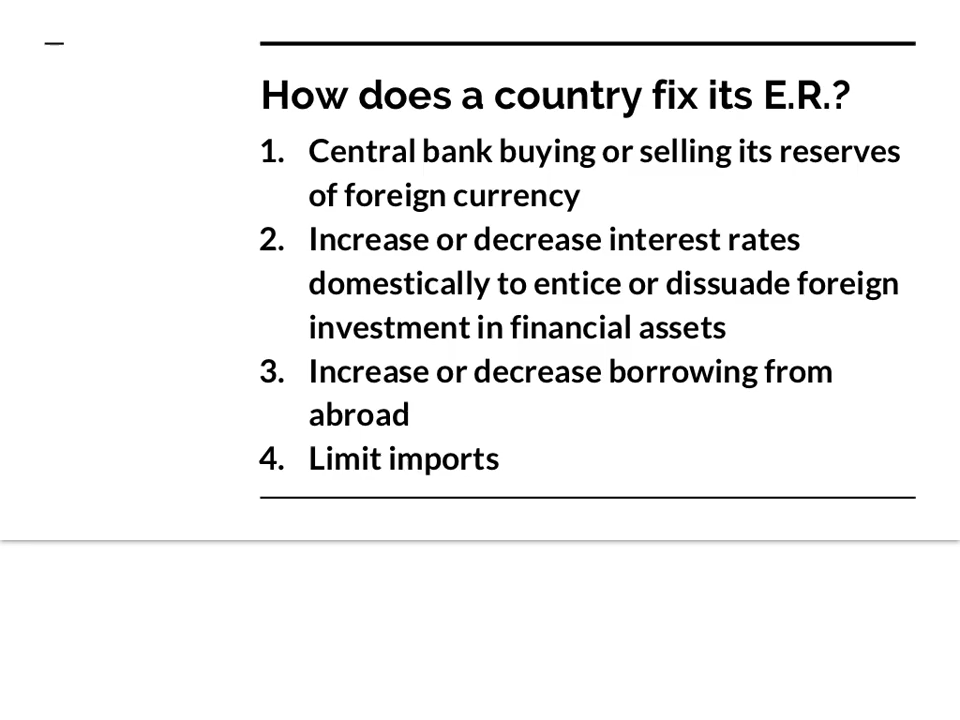 How does a country fix its E.R.?
1. Central bank buying or selling its reserves
of foreign currency
2. Increase or decrease interest rates
domestically to entice or dissuade foreign
investment in financial assets
3. Increase or decrease borrowing from
abroad
4. Limit imports